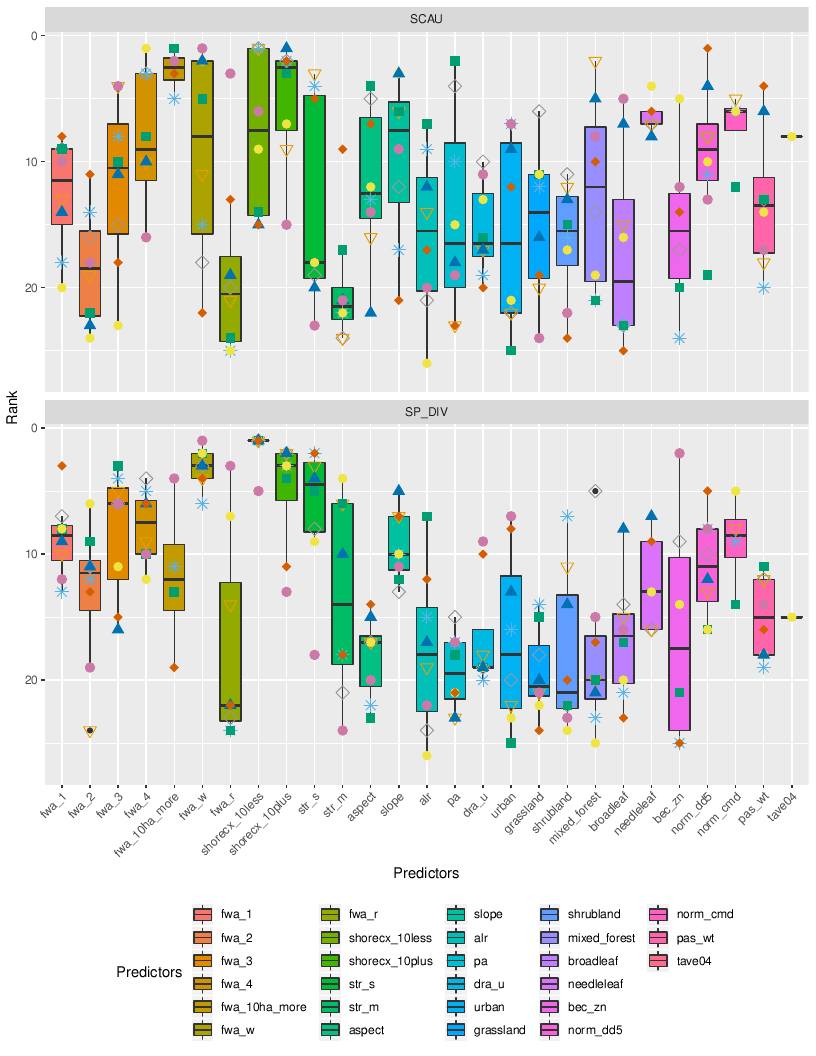 SCAU
0
10
20
SP_DIV
0
10
20
Rank
fwa_1
fwa_2
fwa_3
fwa_4
fwa_10ha_more
fwa_w
fwa_r
shorecx_10less
shorecx_10plus
str_s
str_m
aspect
slope
alr
pa
dra_u
urban
grassland
shrubland
mixed_forest
broadleaf
needleleaf
bec_zn
norm_dd5
norm_cmd
pas_wt
tave04
Predictors
Predictors
fwa_1
fwa_2
fwa_3
fwa_4
fwa_10ha_more
fwa_w
fwa_r
shorecx_10less
shorecx_10plus
str_s
str_m
aspect
slope
alr
pa
dra_u
urban
grassland
shrubland
mixed_forest
broadleaf
needleleaf
bec_zn
norm_dd5
norm_cmd
pas_wt
tave04